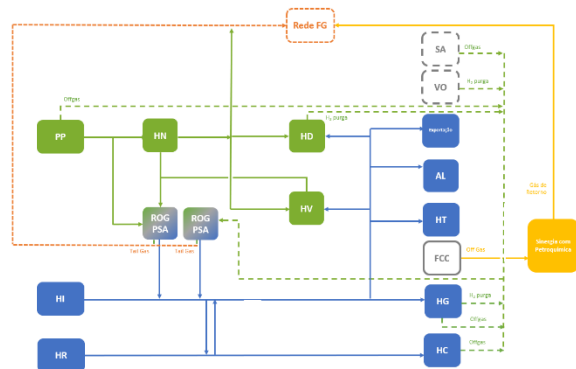 Rede FG
SA
Offgas
VO
H₂ purga
Offgas
H₂ purga
PP
HN
HD
Importação
AL
HV
ROG
PSA
ROG
PSA
HT
Gás de
Retorno
Tail Gas
Tail Gas
FCC
Off Gás
Sinergia com
Petroquímica
HI
HG
H₂ purga
Offgas
HR
HC
Offgas